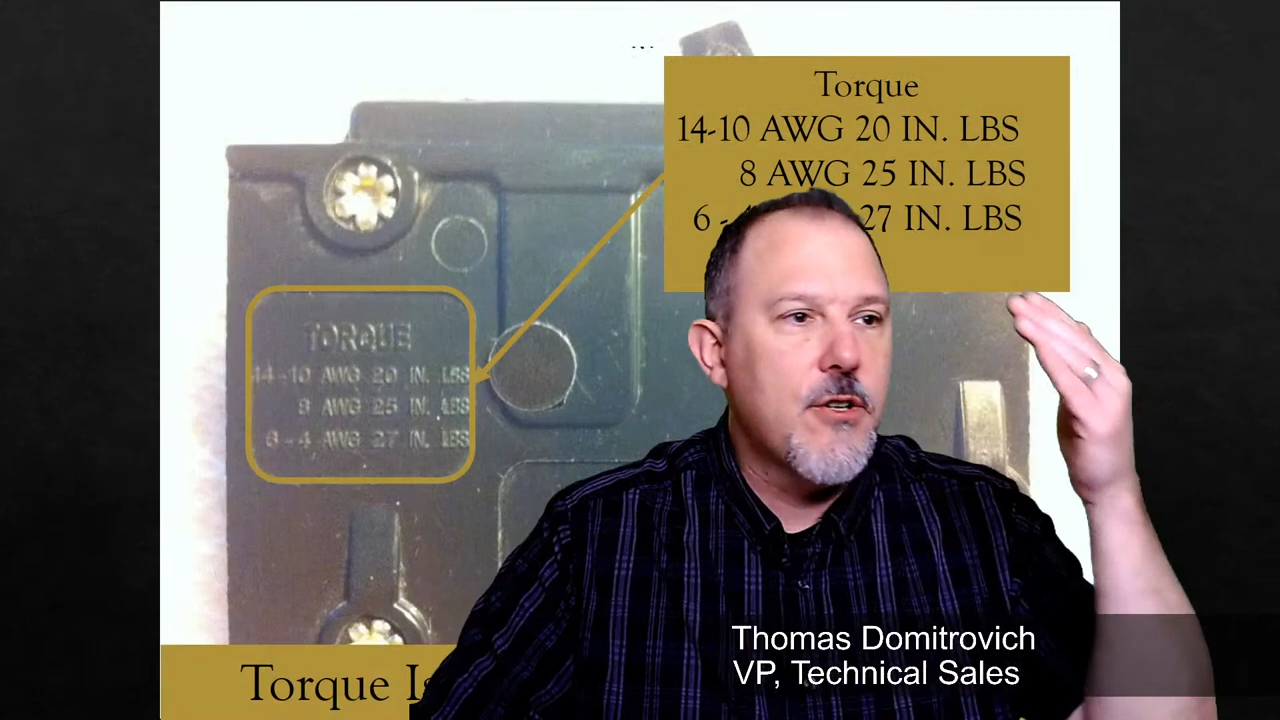 Torque
14-10 AWG 20 IN. LBS
8 AWG 25 IN. LBS
6 - 27 IN. LBS
TORQUE
14-10 AWG 20 IN. LBS
8 AWG 25 IN. LBS
6-4 AWG 27 IN. LBS
Thomas Domitrovich
VP, Technical Sales
Torque